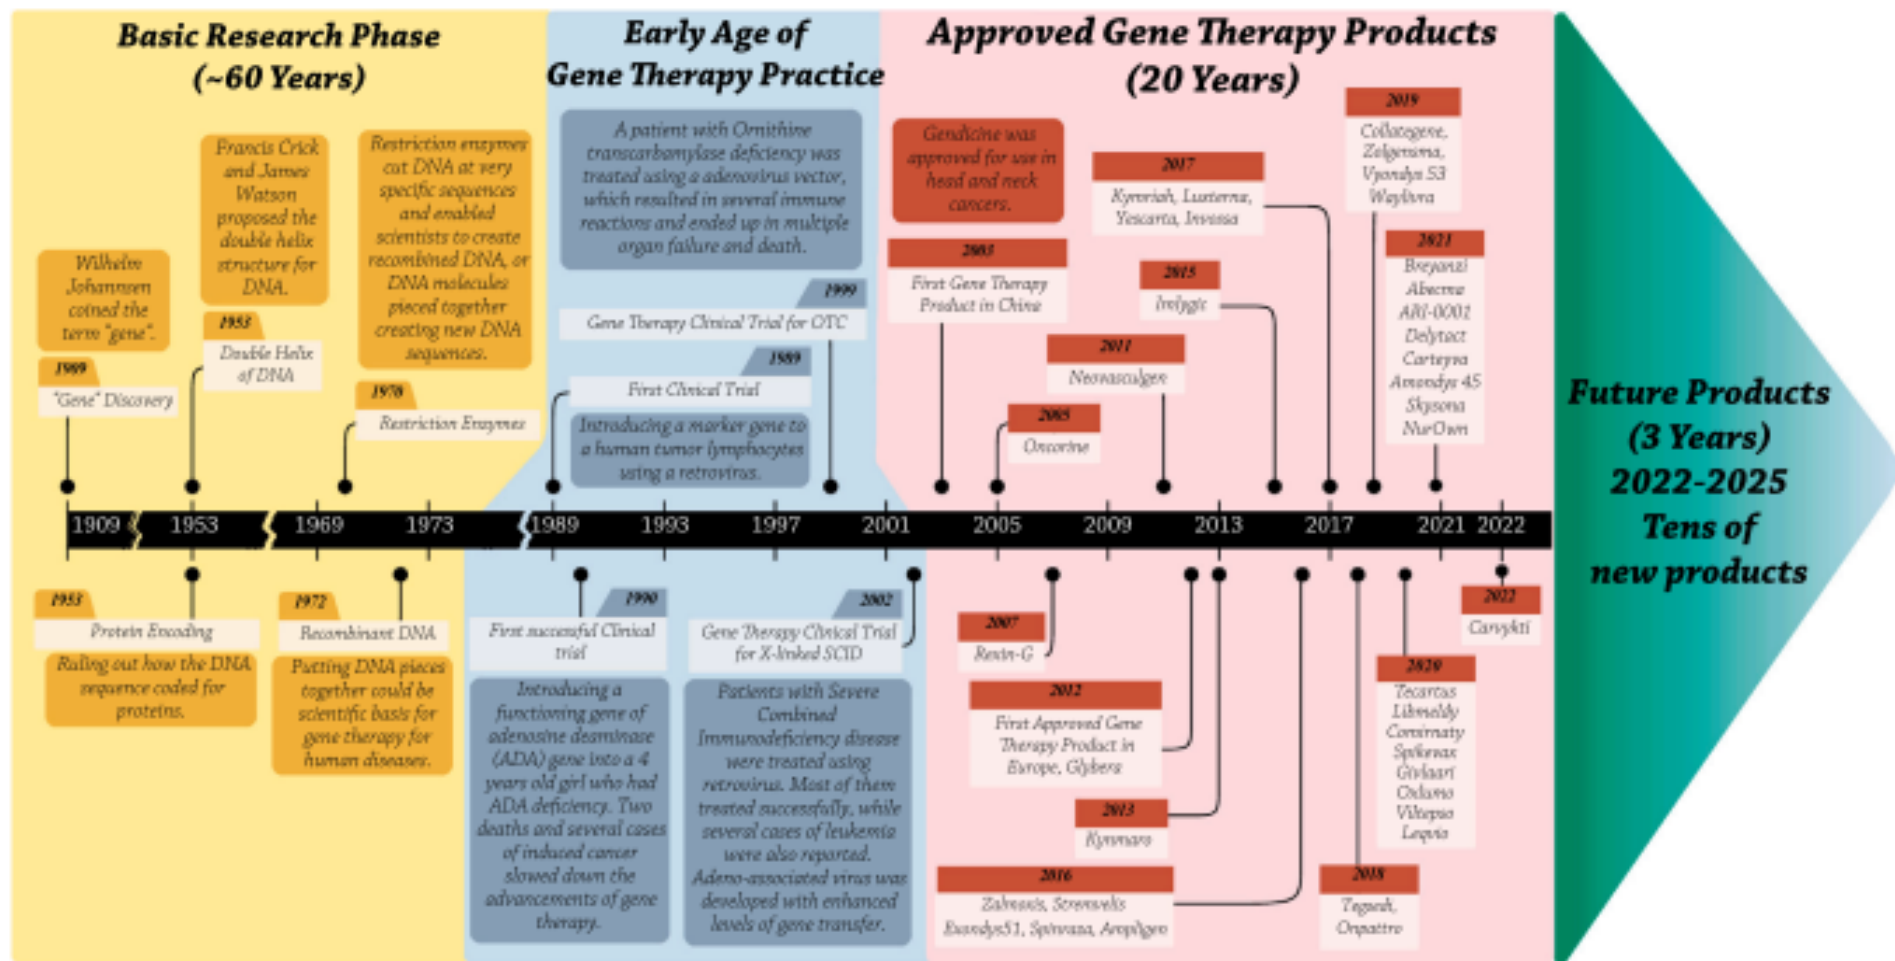 Basic Research Phase
(~60 Years)
Wilhelm
Johannsen
coined the
term "gene".
1909
"Gene" Discovery
Francis Crick
and James
Watson
proposed the
double helix
structure for
DNA.
1953
Double Helix
of DNA
Restriction enzymes
cut DNA at very
specific sequences
and enabled
scientists to create
recombined DNA, or
DNA molecules
pieced together
creating new DNA
sequences.
1970
Restriction Enzymes
1953
Protein Encoding
Ruling out how the DNA
sequence coded for
proteins.
1972
Recombinant DNA
Putting DNA pieces
together could be
scientific basis for
gene therapy for
human diseases.
Early Age of
Gene Therapy Practice
A patient with Ornithine
transcarbamylase deficiency was
treated using a adenovirus vector,
which resulted in several immune
reactions and ended up in multiple
organ failure and death.
1999
Gene Therapy Clinical Trial for OTC
1989
First Clinical Trial
Introducing a marker gene to
a human tumor lymphocytes
using a retrovirus.
1990
First successful Clinical
trial
Introducing a
functioning gene of
adenosine deaminase
(ADA) gene into a 4
years old girl who had
ADA deficiency. Two
deaths and several cases
of induced cancer
slowed down the
advancements of gene
therapy.
2002
Gene Therapy Clinical Trial
for X-linked SCID
Patients with Severe
Combined
Immunodeficiency disease
were treated using
retrovirus. Most of them
treated successfully, while
several cases of leukemia
were also reported.
Adeno-associated virus was
developed with enhanced
levels of gene transfer.
Approved Gene Therapy Products
(20 Years)
Gendicine was
approved for use in
head and neck
cancers.
2003
First Gene Therapy
Product in China
2005
Oncorine
2011
Neovasculgen
2015
Imlygic
2017
Kymriah, Luxterna,
Yescarta, Invossa
2019
Collategene,
Zolgensma,
Vyondys 53
Waylivra
2021
Breyanzi
Abecma
ARI-0001
Delytact
Carteyva
Amondys 45
Skysona
NurOwn
1909 1953 1969 1973 1989 1993 1997 2001 2005 2009 2013 2017 2021 2022
2007
Rexin-G
2012
First Approved Gene
Therapy Product in
Europe, Glybera
2013
Kynmaro
2016
Zalmoxis, Stremvelis
Exondys51, Spinraza, Ampligen
2018
Tegsedi,
Onpattro
2020
Tecartus
Libmeldy
Comirnaty
Spikevax
Givlaari
Oxlumo
Viltepso
Leqvio
2022
Carvykti
Future Products
(3 Years)
2022-2025
Tens of
new products